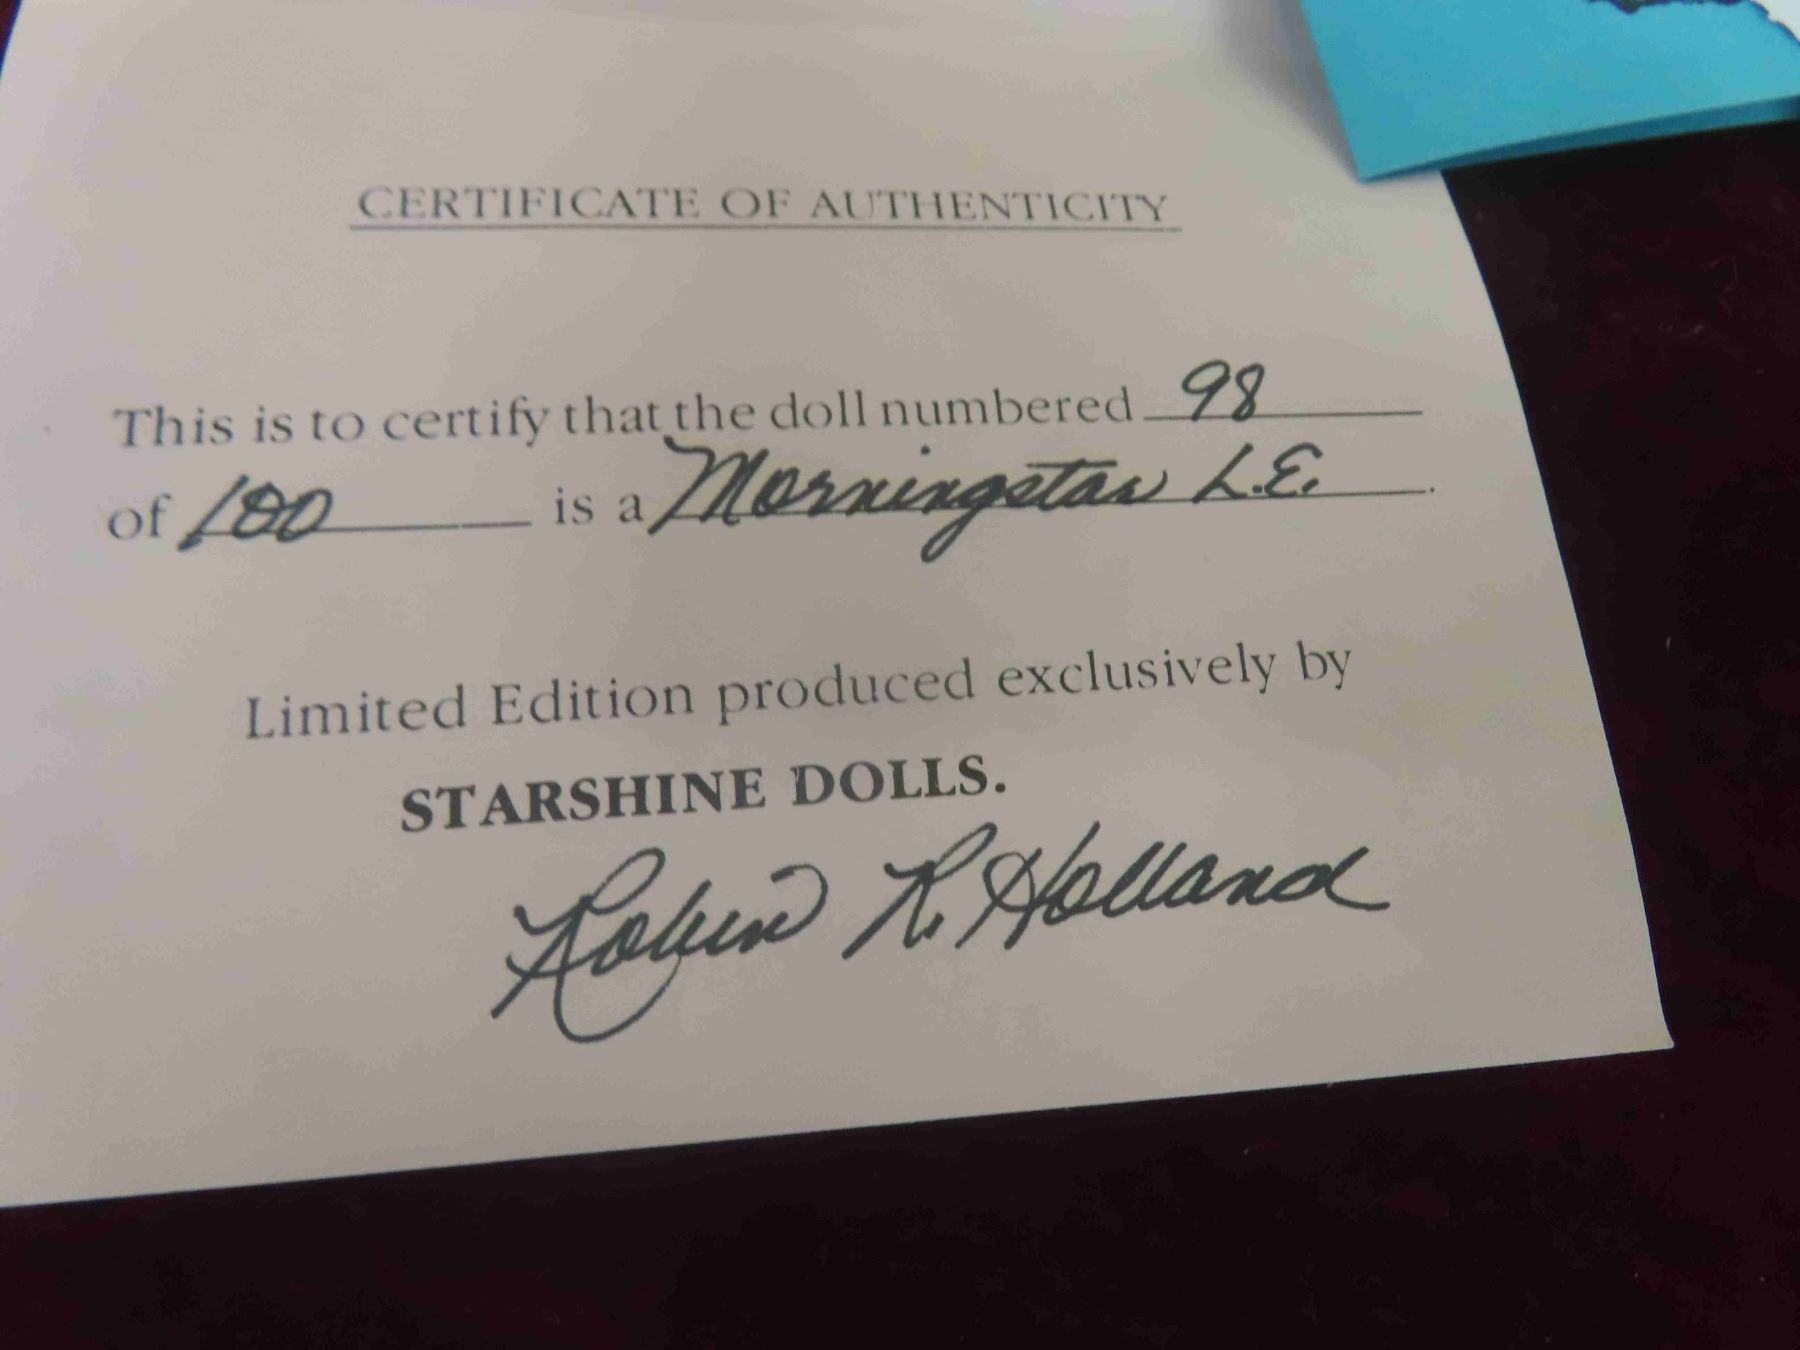 CERTIFICATE OF AUTHENTICITY
This is to certify that the doll numbered 98
of 100 is a Morningstar L.E.
Limited Edition produced exclusively by
STARSHINE DOLLS.
Robin R. Holland